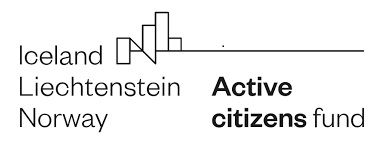 Iceland
Liechtenstein Active
Norway citizens fund